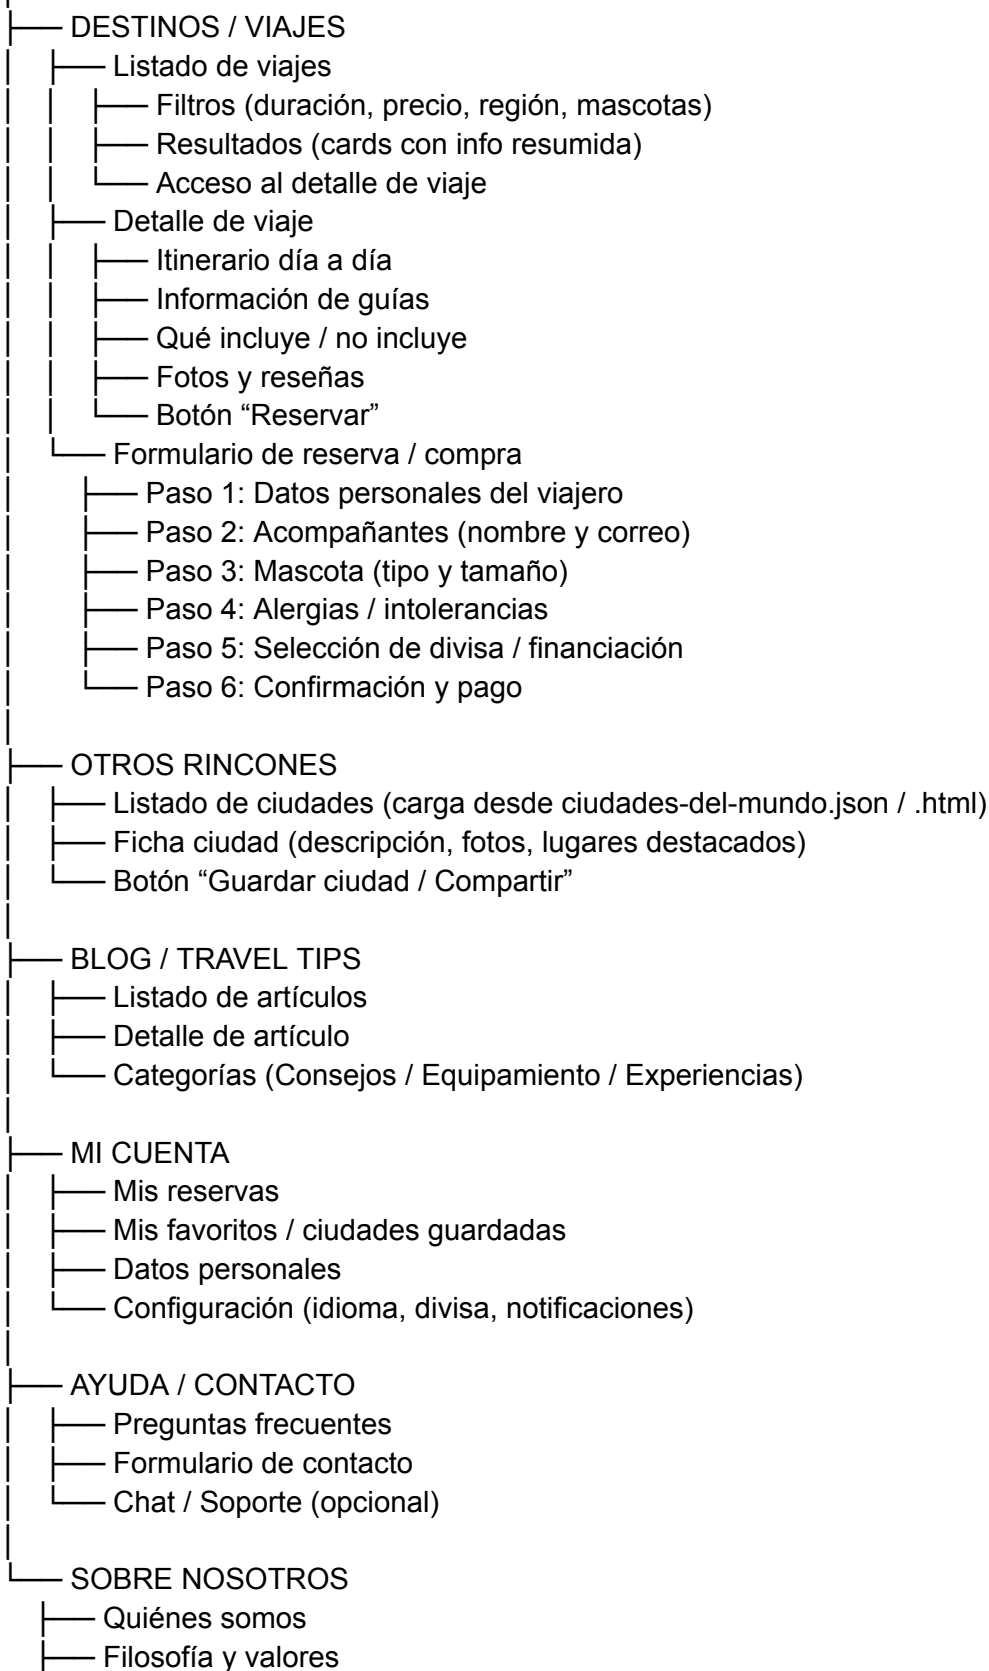 DESTINOS / VIAJES
Listado de viajes
Filtros (duración, precio, región, mascotas)
Resultados (cards con info resumida)
Acceso al detalle de viaje
Detalle de viaje
Itinerario día a día
Información de guías
Qué incluye / no incluye
Fotos y reseñas
Botón “Reservar”
Formulario de reserva / compra
Paso 1: Datos personales del viajero
Paso 2: Acompañantes (nombre y correo)
Paso 3: Mascota (tipo y tamaño)
Paso 4: Alergias / intolerancias
Paso 5: Selección de divisa / financiación
Paso 6: Confirmación y pago
OTROS RINCONES
Listado de ciudades (carga desde ciudades-del-mundo.json / .html)
Ficha ciudad (descripción, fotos, lugares destacados)
Botón “Guardar ciudad / Compartir”
BLOG / TRAVEL TIPS
Listado de artículos
Detalle de artículo
Categorías (Consejos / Equipamiento / Experiencias)
MI CUENTA
Mis reservas
Mis favoritos / ciudades guardadas
Datos personales
Configuración (idioma, divisa, notificaciones)
AYUDA / CONTACTO
Preguntas frecuentes
Formulario de contacto
Chat / Soporte (opcional)
SOBRE NOSOTROS
Quiénes somos
Filosofía y valores